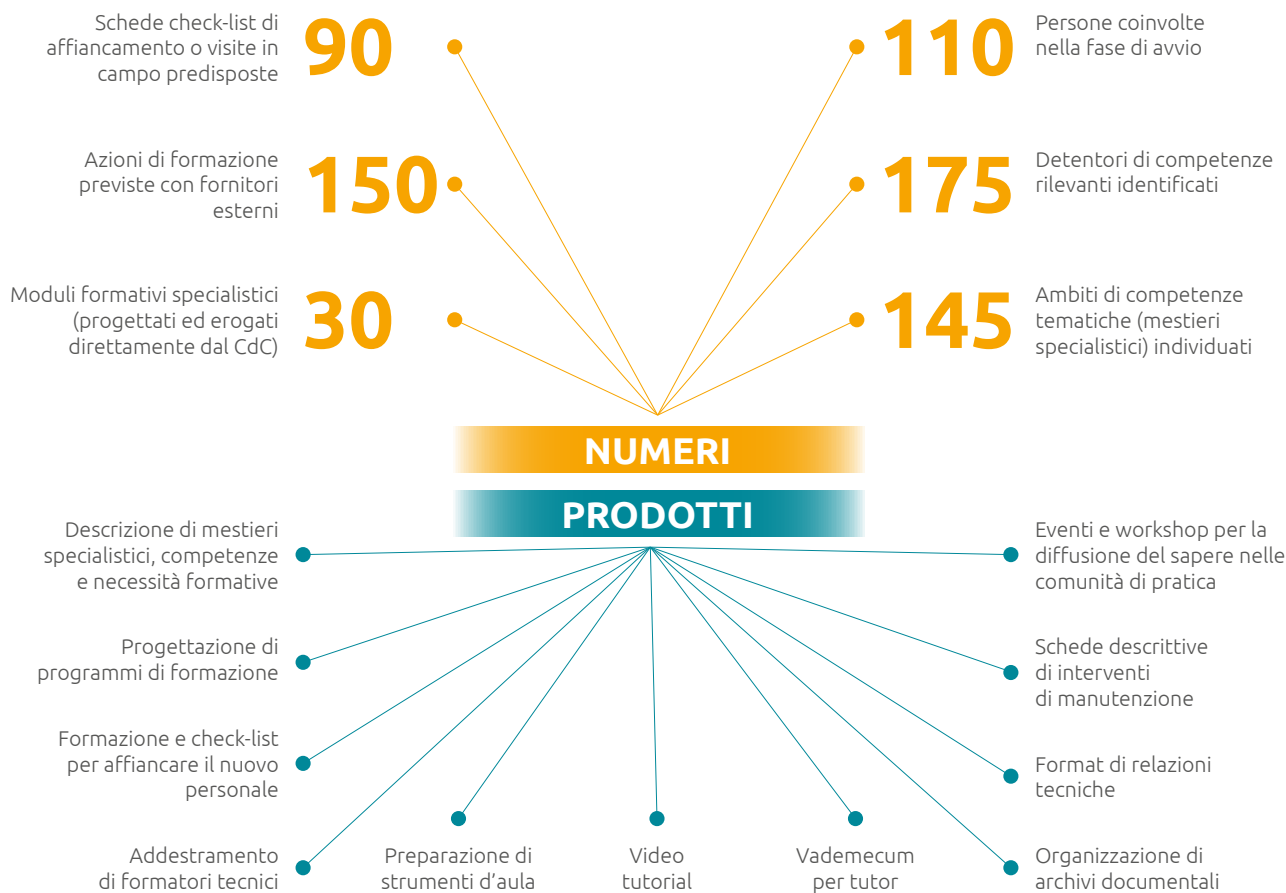 Schede check-list di
affiancamento o visite in
campo predisposte
90
110
Persone coinvolte
nella fase di avvio
Azioni di formazione
previste con fornitori
esterni
150
175
Detentori di competenze
rilevanti identificati
Moduli formativi specialistici
(progettati ed erogati
direttamente dal CdC)
30
145
Ambiti di competenze
tematiche (mestieri
specialistici) individuati
NUMERI
PRODOTTI
Descrizione di mestieri
specialistici, competenze
e necessità formative
Eventi e workshop per la
diffusione del sapere nelle
comunità di pratica
Progettazione di
programmi di formazione
Schede descrittive
di interventi
di manutenzione
Formazione e check-list
per affiancare il nuovo
personale
Format di relazioni
tecniche
Addestramento
di formatori tecnici
Preparazione di
strumenti d’aula
Video
tutorial
Vademecum
per tutor
Organizzazione di
archivi documentali